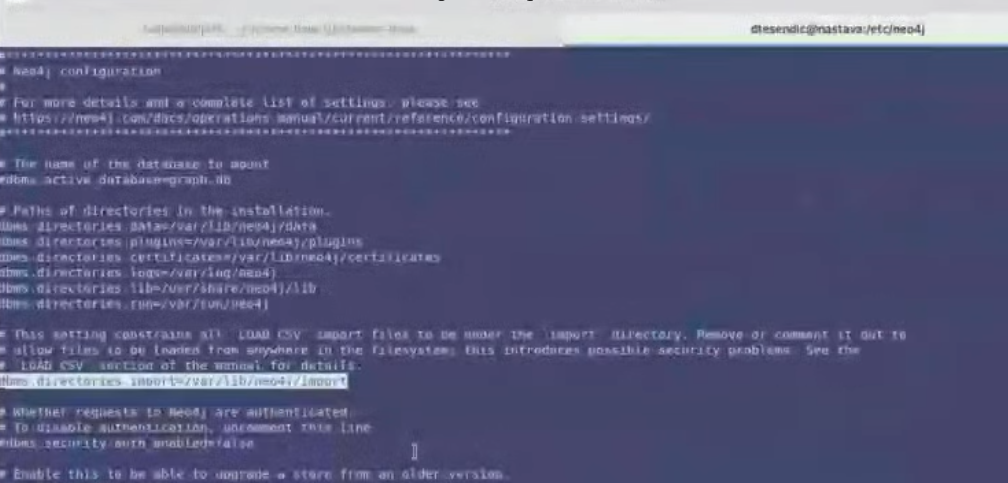 dtesendic@nastava:/etc/neo4j
#****************************************************************
# Neo4j configuration
#
# For more details and a complete list of settings, please see
# https://neo4j.com/docs/operations-manual/current/reference/configuration-settings/
#****************************************************************
# The name of the database to mount
#dbms.active_database=graph.db
# Paths of directories in the installation.
dbms.directories.data=/var/lib/neo4j/data
dbms.directories.plugins=/var/lib/neo4j/plugins
dbms.directories.certificates=/var/lib/neo4j/certificates
dbms.directories.logs=/var/log/neo4j
dbms.directories.lib=/usr/share/neo4j/lib
dbms.directories.run=/var/run/neo4j
# This setting constrains all `LOAD CSV` import files to be under the `import` directory. Remove or comment it out to
# allow files to be loaded from anywhere in the filesystem; this introduces possible security problems. See the
# `LOAD CSV` section of the manual for details.
dbms.directories.import=/var/lib/neo4j/import
# Whether requests to Neo4j are authenticated.
# To disable authentication, uncomment this line
#dbms.security.auth_enabled=false
# Enable this to be able to upgrade a store from an older version.